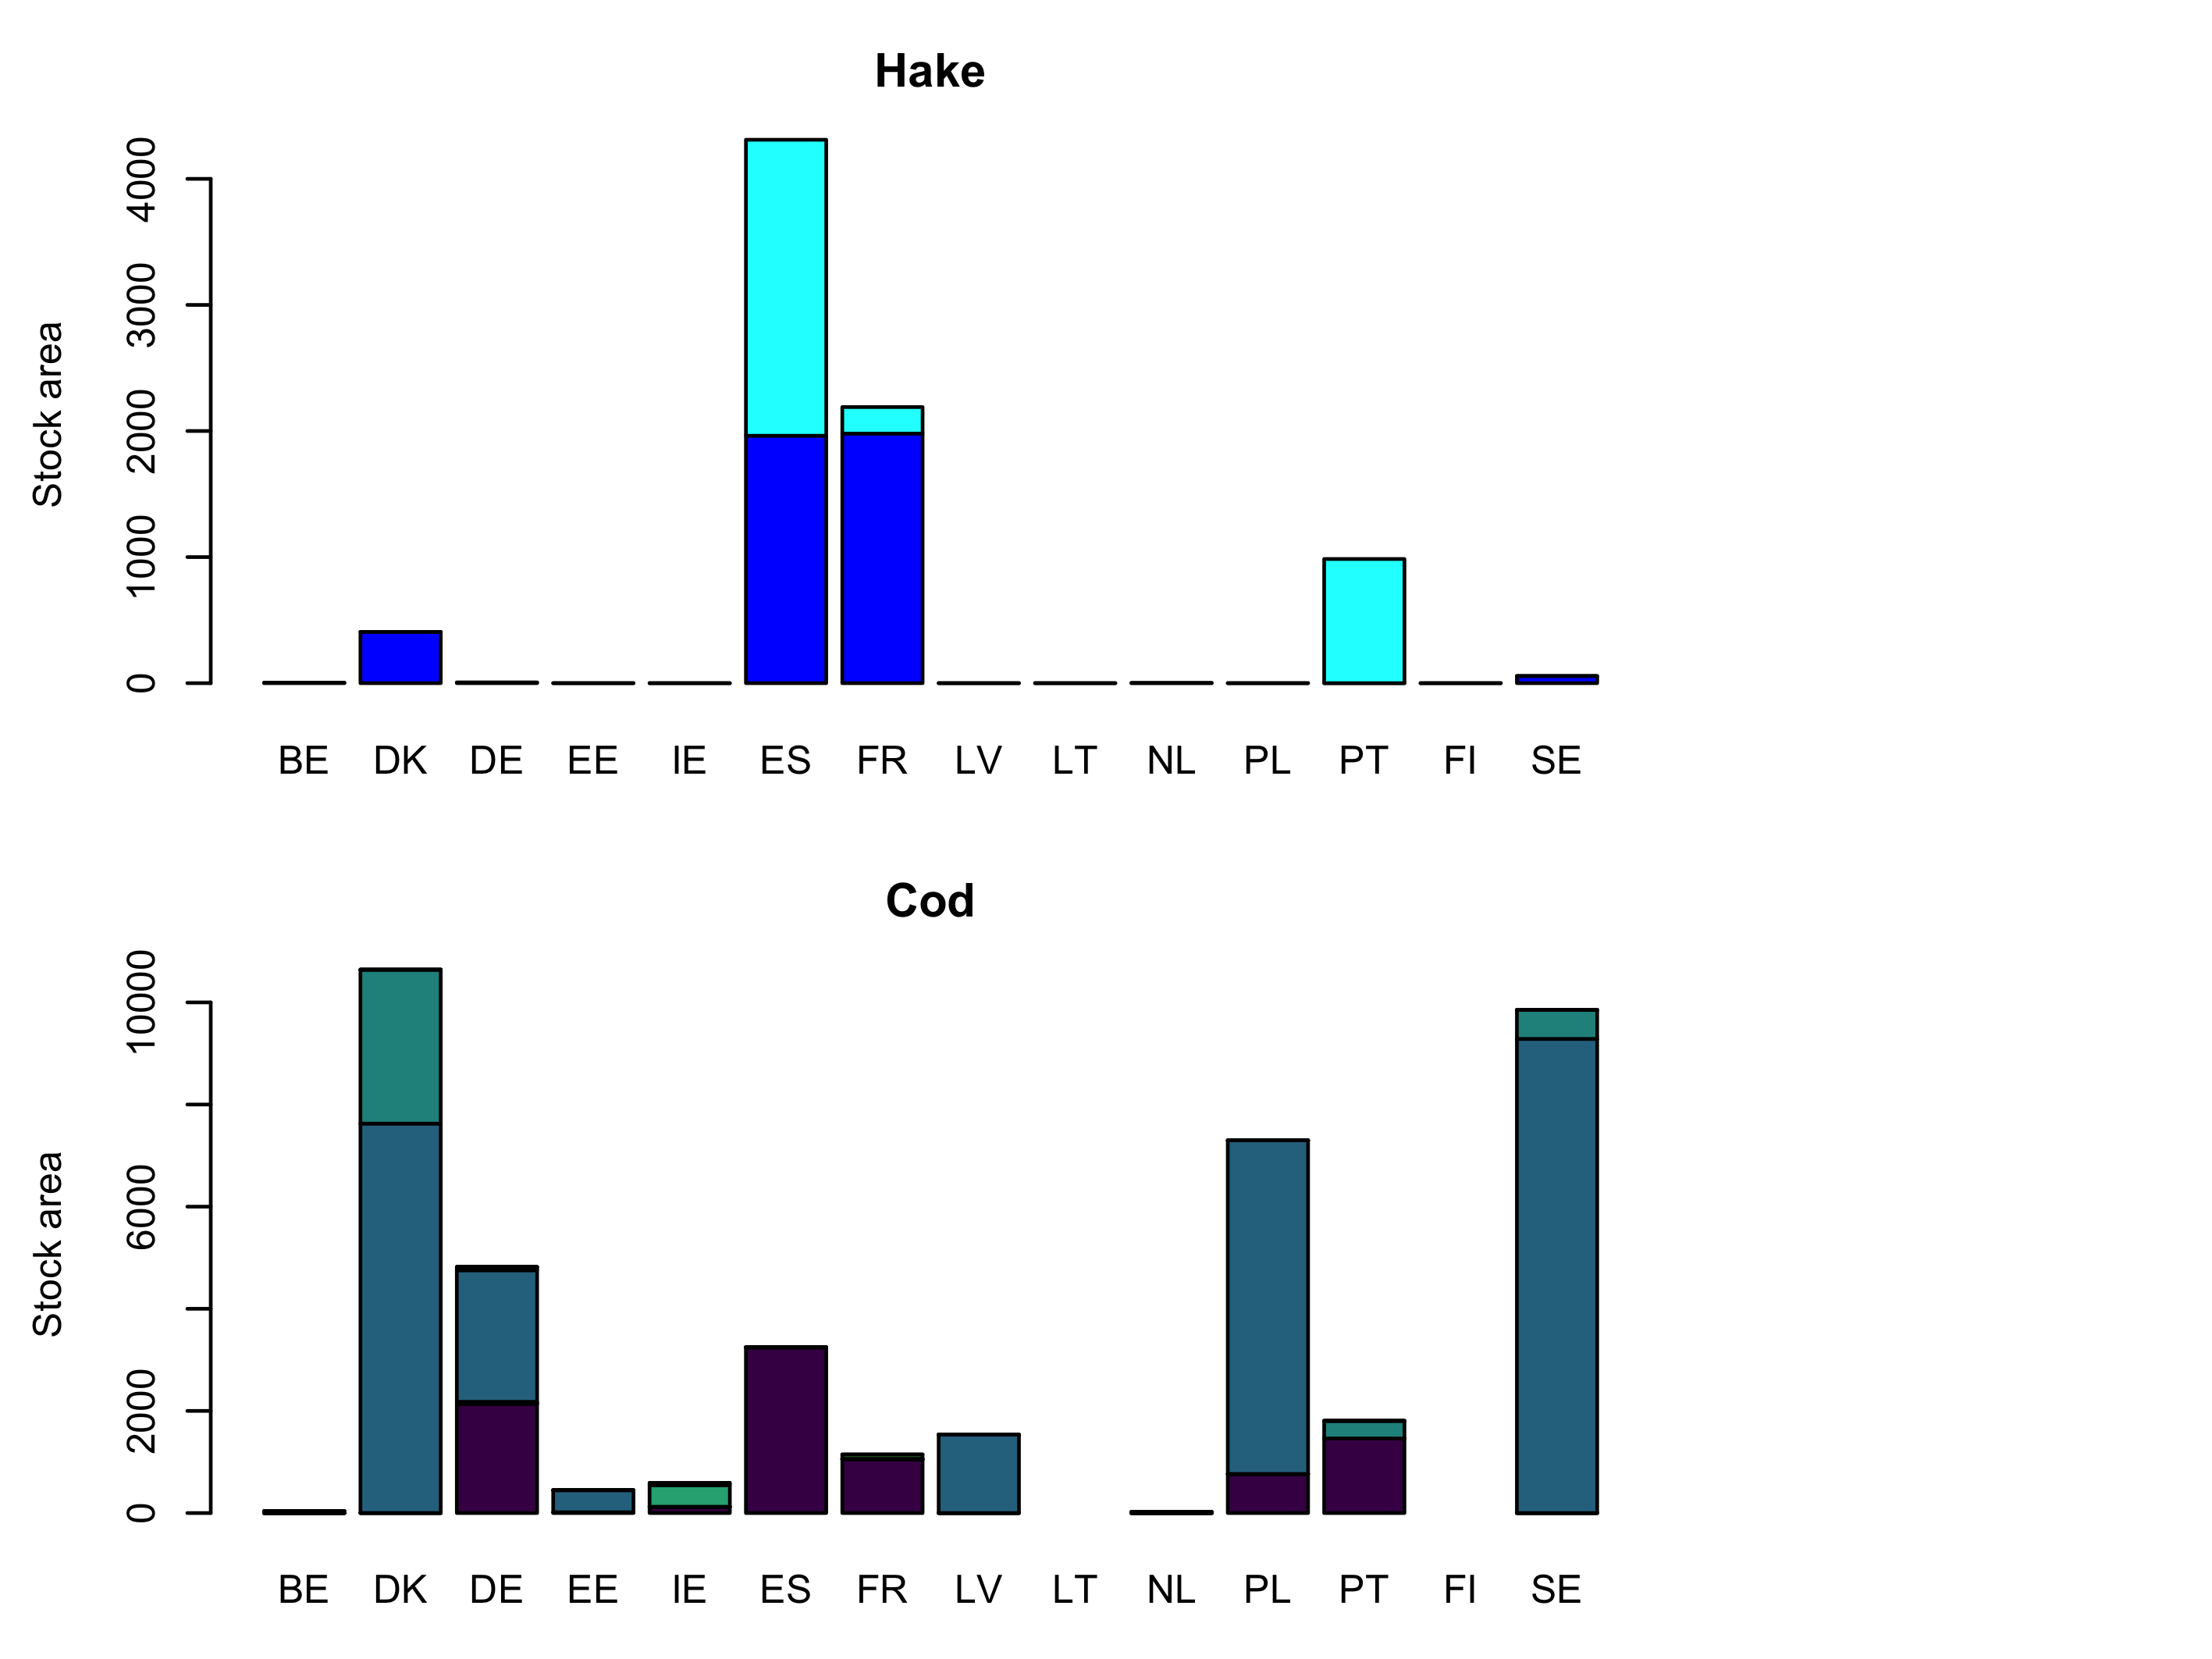 Hake
Stock area
4000
3000
2000
1000
0
BE DK DE EE IE ES FR LV LT NL PL PT FI SE
Cod
Stock area
10000
6000
2000
0
BE DK DE EE IE ES FR LV LT NL PL PT FI SE